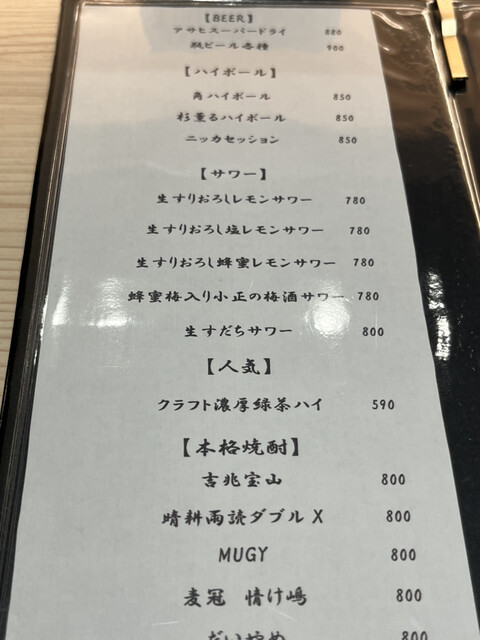 【BEER】
アサヒスーパードライ 880
瓶ビール各種 900
【ハイボール】
角ハイボール 850
杉薫るハイボール 850
ニッカセッション 850
【サワー】
生すりおろしレモンサワー 780
生すりおろし塩レモンサワー 780
生すりおろし蜂蜜レモンサワー 780
蜂蜜梅入り小正の梅酒サワー 780
生すだちサワー 800
【人気】
クラフト濃厚緑茶ハイ 590
【本格焼酎】
吉兆宝山 800
晴耕雨読ダブル X 800
MUGY 800
麦冠 情け嶋 800
だいやめ 800